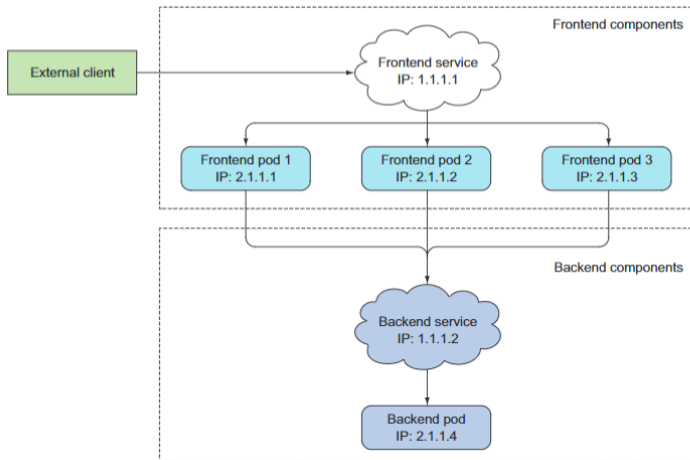 Frontend components
External client
Frontend service
IP: 1.1.1.1
Frontend pod 1
IP: 2.1.1.1
Frontend pod 2
IP: 2.1.1.2
Frontend pod 3
IP: 2.1.1.3
Backend components
Backend service
IP: 1.1.1.2
Backend pod
IP: 2.1.1.4